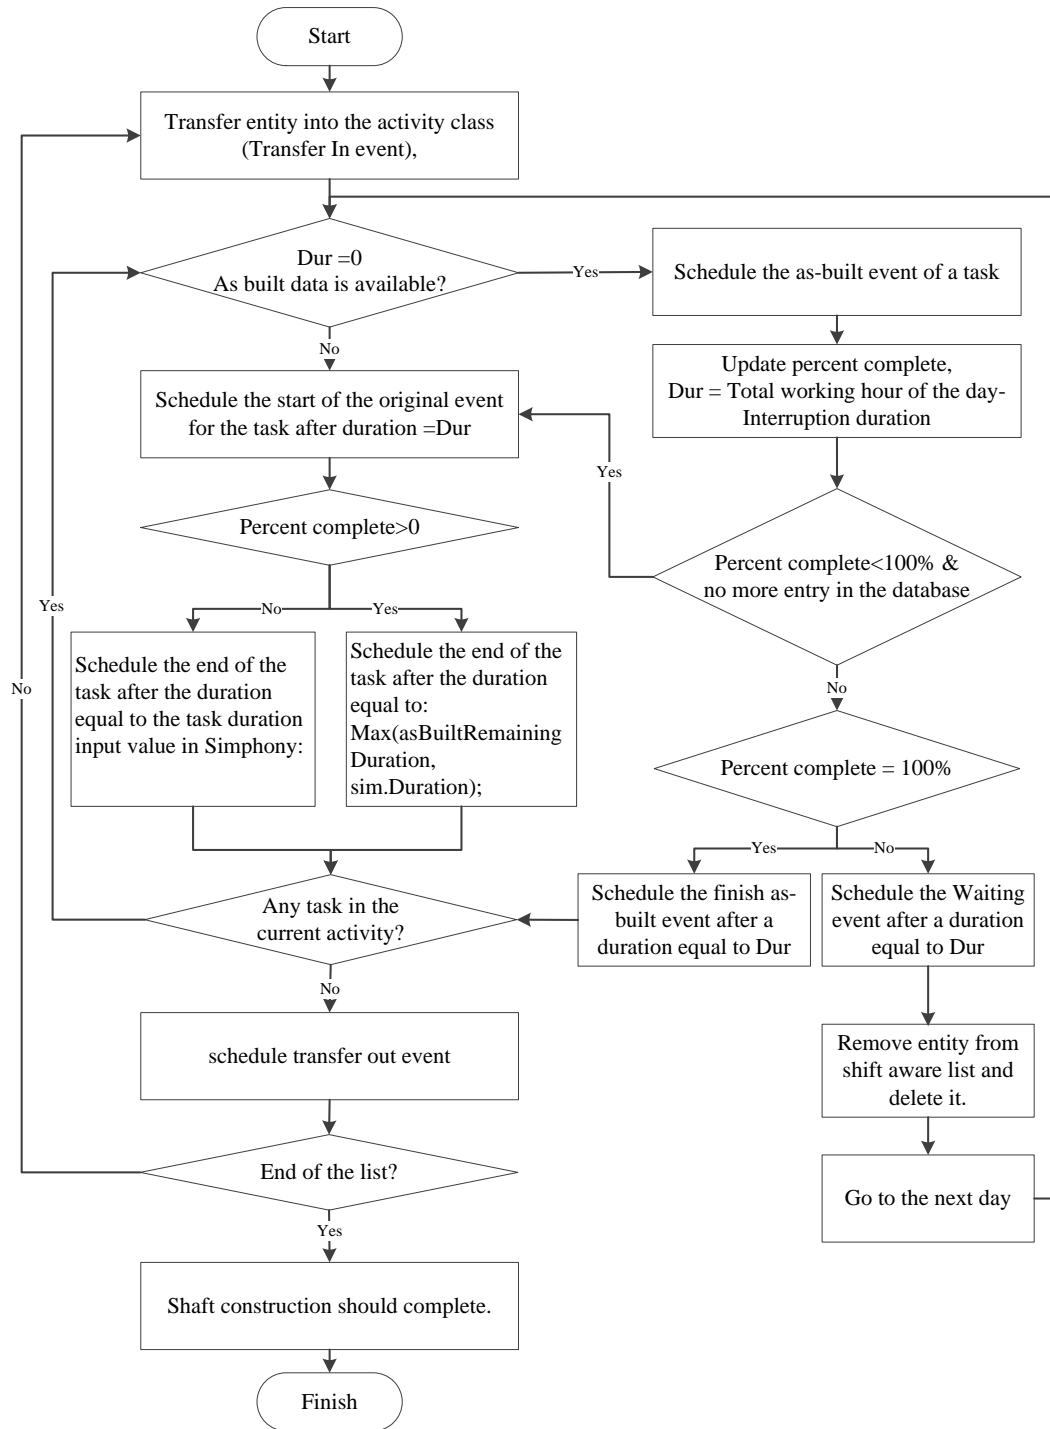 Start
Transfer entity into the activity class
(Transfer In event),
Dur =0
As built data is available?
Yes
Schedule the as-built event of a task
No
Update percent complete,
Dur = Total working hour of the day-
Interruption duration
Schedule the start of the original event
for the task after duration =Dur
Yes
Percent complete>0
Percent complete<100% &
no more entry in the database
No
Yes
Yes
Schedule the end of the
task after the duration
equal to the task duration
input value in Simphony:
Schedule the end of the
task after the duration
equal to:
Max(asBuiltRemaining
Duration,
sim.Duration);
No
No
Percent complete = 100%
Yes
No
Any task in the
current activity?
Schedule the finish as-
built event after a
duration equal to Dur
Schedule the Waiting
event after a duration
equal to Dur
No
schedule transfer out event
Remove entity from
shift aware list and
delete it.
End of the list?
Go to the next day
Yes
Shaft construction should complete.
Finish